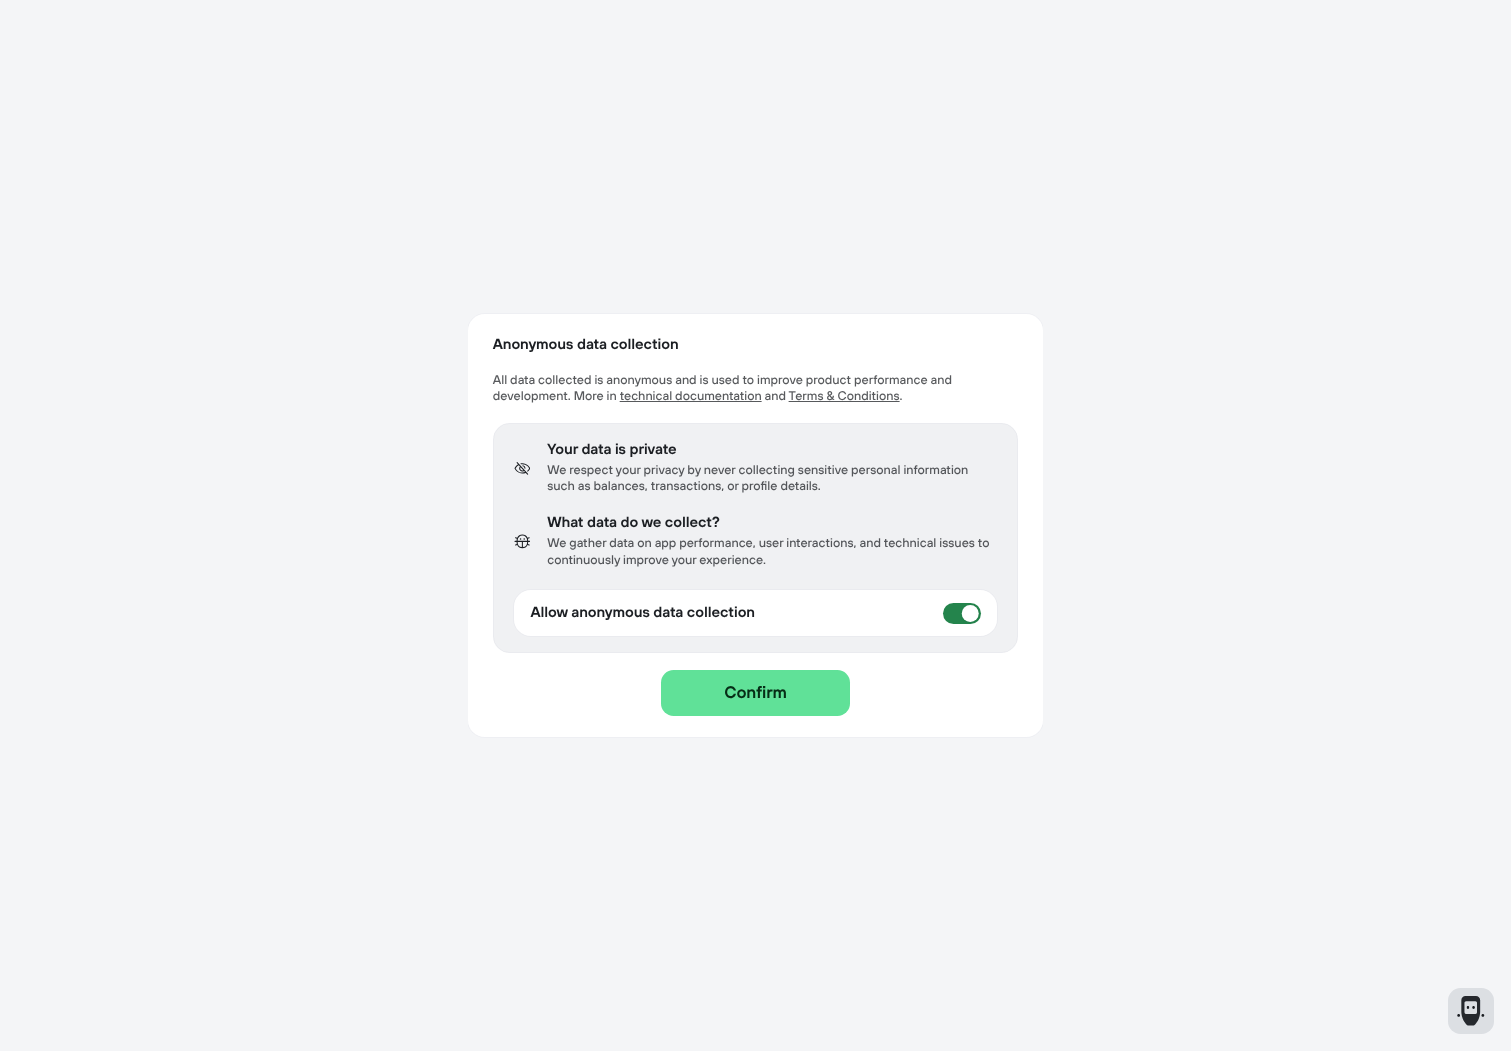 Anonymous data collection
All data collected is anonymous and is used to improve product performance and
development. More in technical documentation and Terms & Conditions.
Your data is private
We respect your privacy by never collecting sensitive personal information
such as balances, transactions, or profile details.
What data do we collect?
We gather data on app performance, user interactions, and technical issues to
continuously improve your experience.
Allow anonymous data collection
Confirm